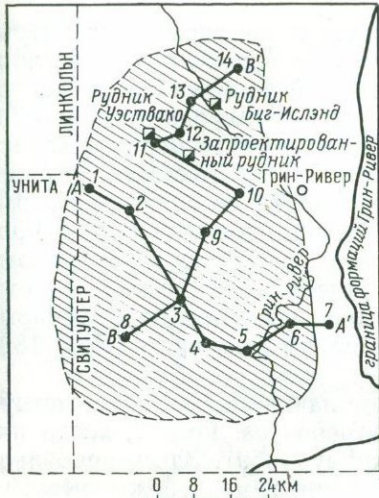 14 В'
13
Рудник
Уэствако
Рудник
Биг-Ислэнд
12
11
Запроектирован-
ный рудник
ЛИНКОЛЬН
УНИТА
А 1
2
10
Грин-Ривер
9
граница формаций Грин-Ривер
СВИТУОТЕР
3
8
В
4
5
Грин-Ривер
6
7
А'
0 8 16 24км